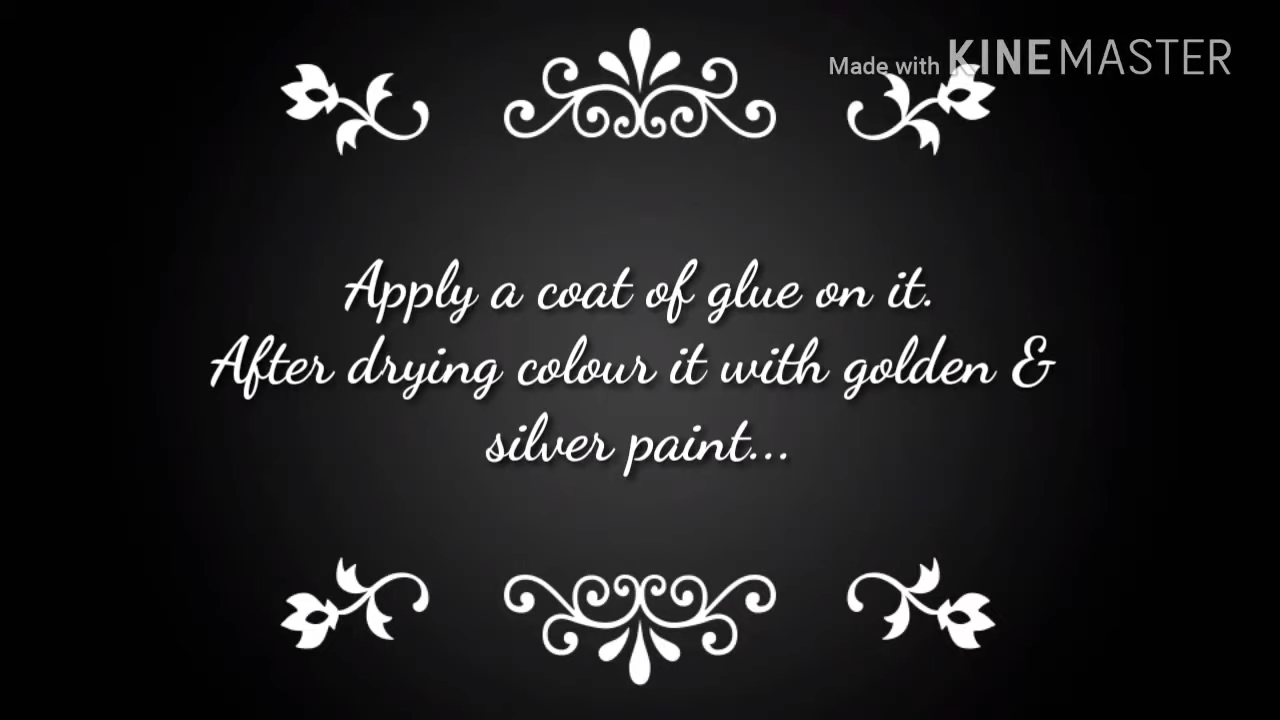 Made with KINEMASTER
Apply a coat of glue on it.
After drying colour it with golden &
silver paint...